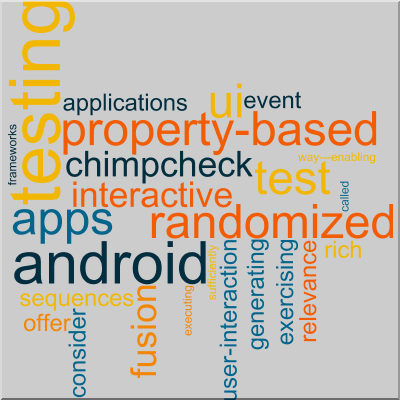 testing
applications
ui
event
frameworks
property-based
way—enabling
chimpcheck
test
called
interactive
apps
randomized
android
sufficiently
user-interaction
generating
exercising
relevance
rich
sequences
executing
offer
consider
fusion